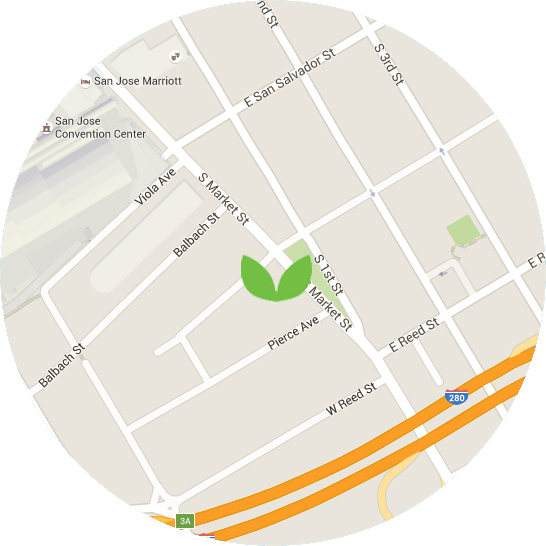 nd St
S 3rd St
E San Salvador St
San Jose Marriott
San Jose
Convention Center
Viola Ave
S Market St
Balbach St
S 1st St
Market St
E R
Pierce Ave
E Reed St
Balbach St
W Reed St
280
3A